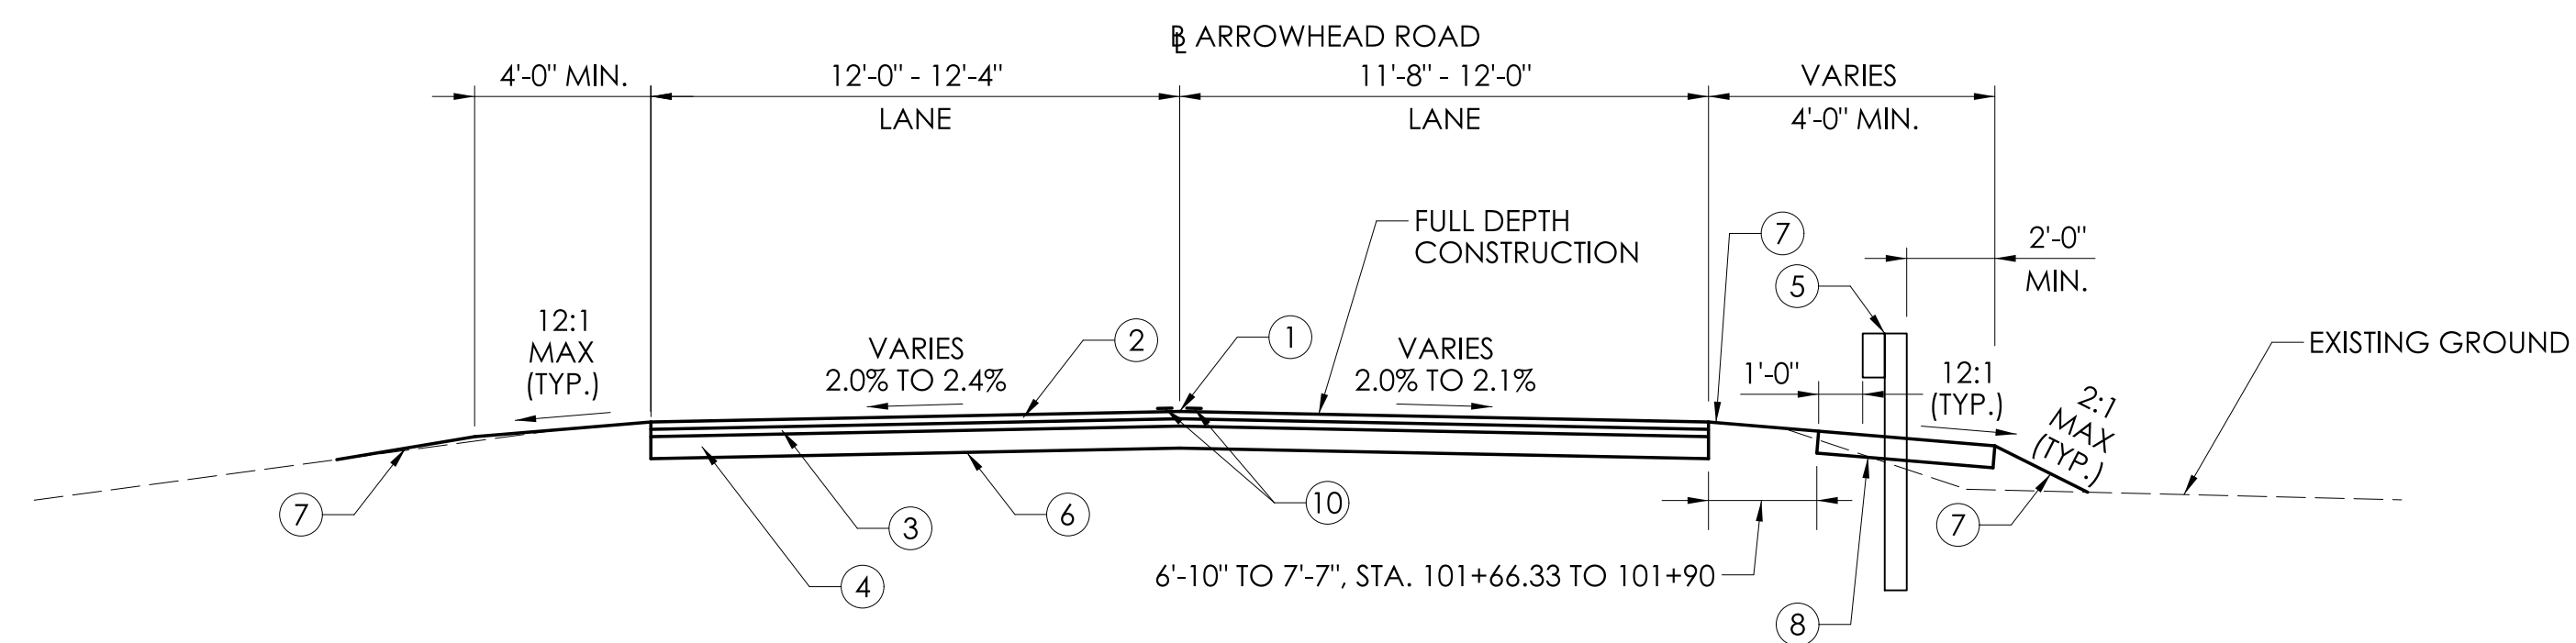 ℄ ARROWHEAD ROAD
4'-0" MIN.
12'-0" - 12'-4"
LANE
11'-8" - 12'-0"
LANE
VARIES
4'-0" MIN.
FULL DEPTH
CONSTRUCTION
7
5
2'-0"
MIN.
12:1
MAX
(TYP.)
VARIES
2.0% TO 2.4%
2
1
VARIES
2.0% TO 2.1%
1'-0"
12:1
(TYP.)
2:1
MAX
(TYP.)
EXISTING GROUND
7
3
6
10
7
4
6'-10" TO 7'-7", STA. 101+66.33 TO 101+90
8